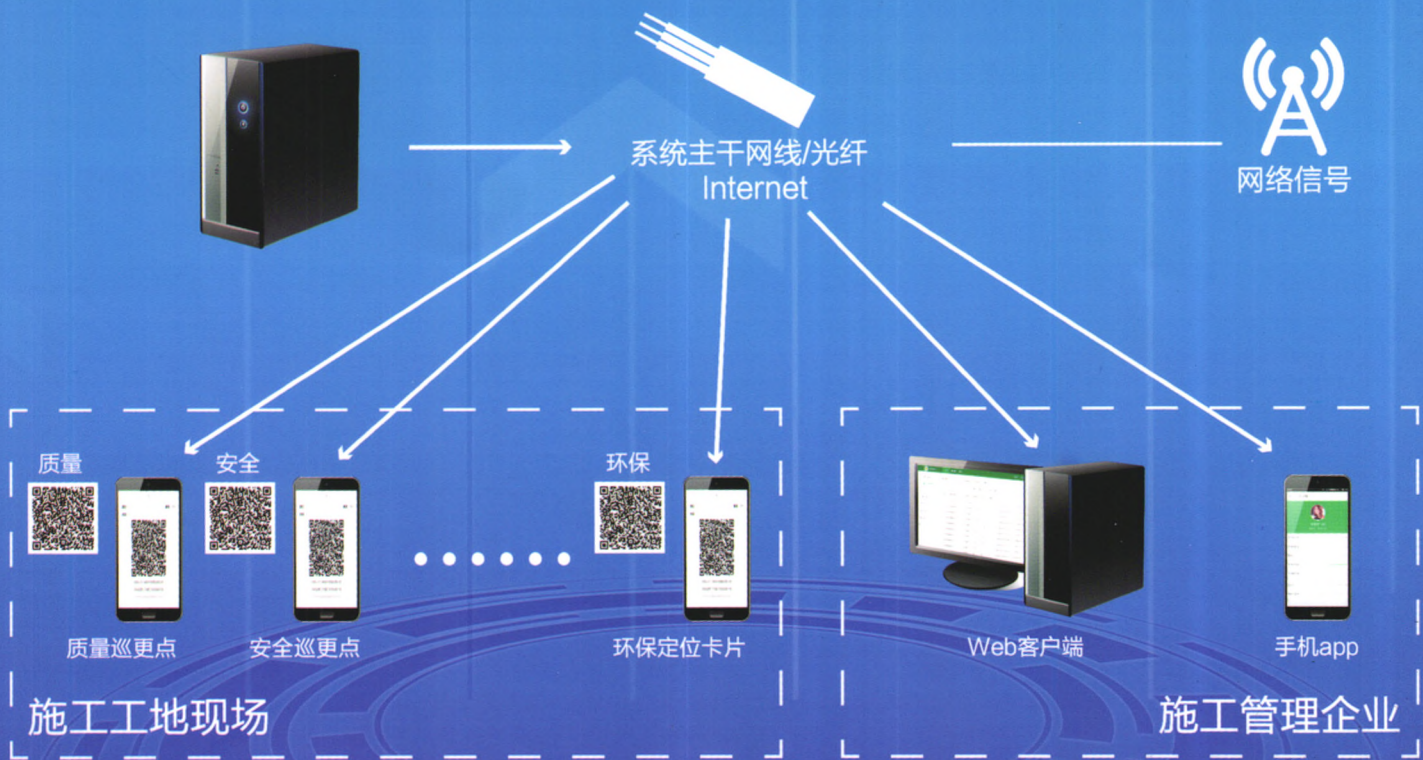 系统主干网线/光纤
Internet
网络信号
质量
安全
环保
质量巡更点
安全巡更点
环保定位卡片
Web客户端
手机app
施工工地现场
施工管理企业